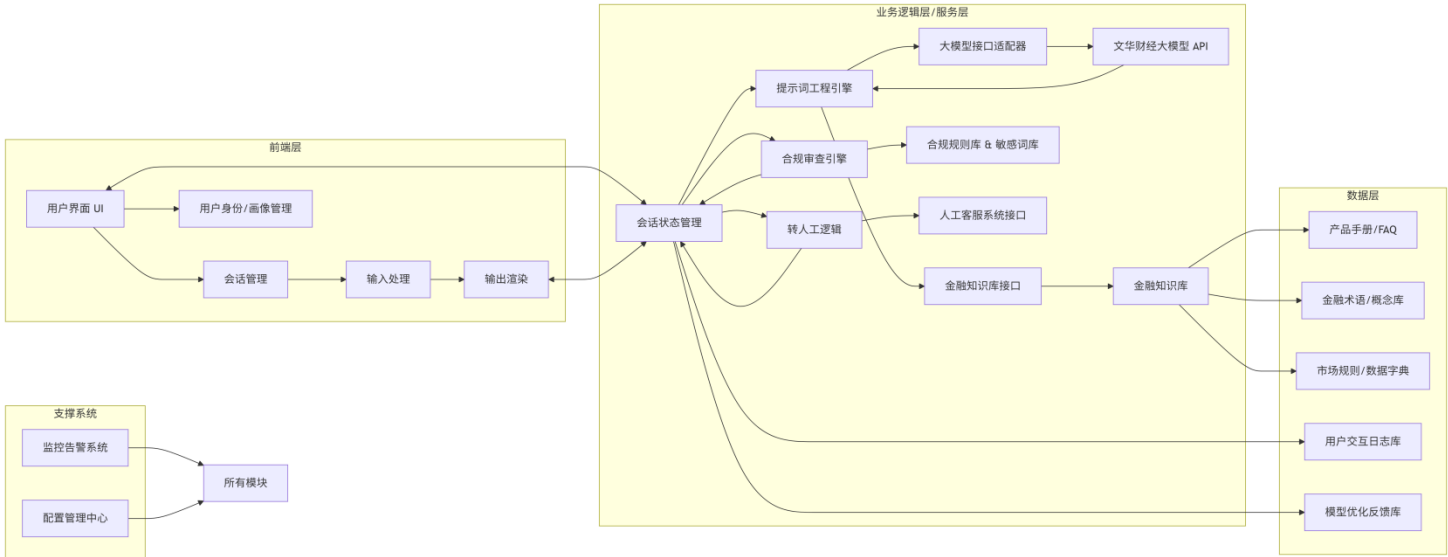 业务逻辑层/服务层
大模型接口适配器
文华财经大模型 API
提示词工程引擎
合规规则库 & 敏感词库
合规审查引擎
前端层
用户界面 UI
用户身份/画像管理
会话管理
输入处理
输出渲染
会话状态管理
转人工逻辑
人工客服系统接口
金融知识库接口
金融知识库
数据层
产品手册/FAQ
金融术语/概念库
市场规则/数据字典
用户交互日志库
模型优化反馈库
支撑系统
监控告警系统
所有模块
配置管理中心